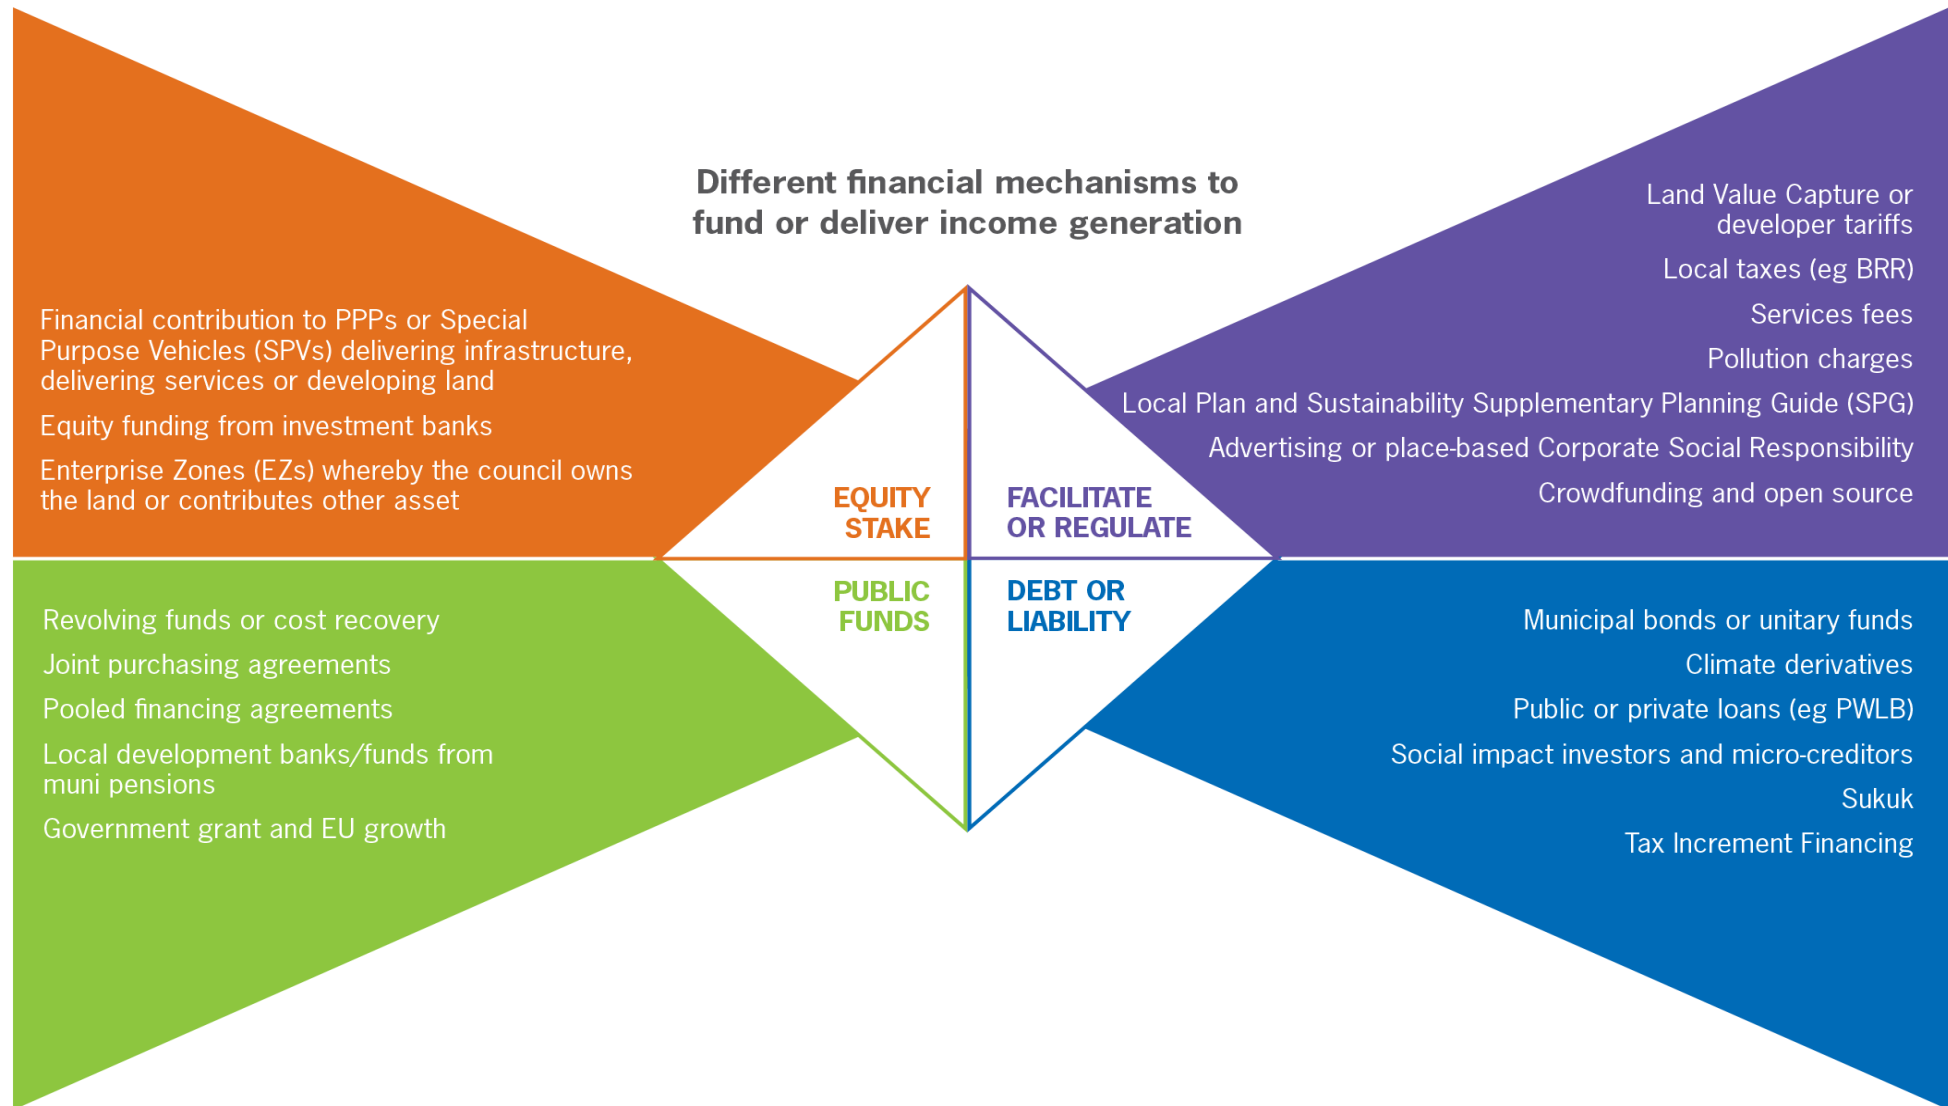 Different financial mechanisms to
fund or deliver income generation
Financial contribution to PPPs or Special
Purpose Vehicles (SPVs) delivering infrastructure,
delivering services or developing land
Equity funding from investment banks
Enterprise Zones (EZs) whereby the council owns
the land or contributes other asset
EQUITY
STAKE
FACILITATE
OR REGULATE
Land Value Capture or
developer tariffs
Local taxes (eg BRR)
Services fees
Pollution charges
Local Plan and Sustainability Supplementary Planning Guide (SPG)
Advertising or place-based Corporate Social Responsibility
Crowdfunding and open source
Revolving funds or cost recovery
Joint purchasing agreements
Pooled financing agreements
Local development banks/funds from
muni pensions
Government grant and EU growth
PUBLIC
FUNDS
DEBT OR
LIABILITY
Municipal bonds or unitary funds
Climate derivatives
Public or private loans (eg PWLB)
Social impact investors and micro-creditors
Sukuk
Tax Increment Financing